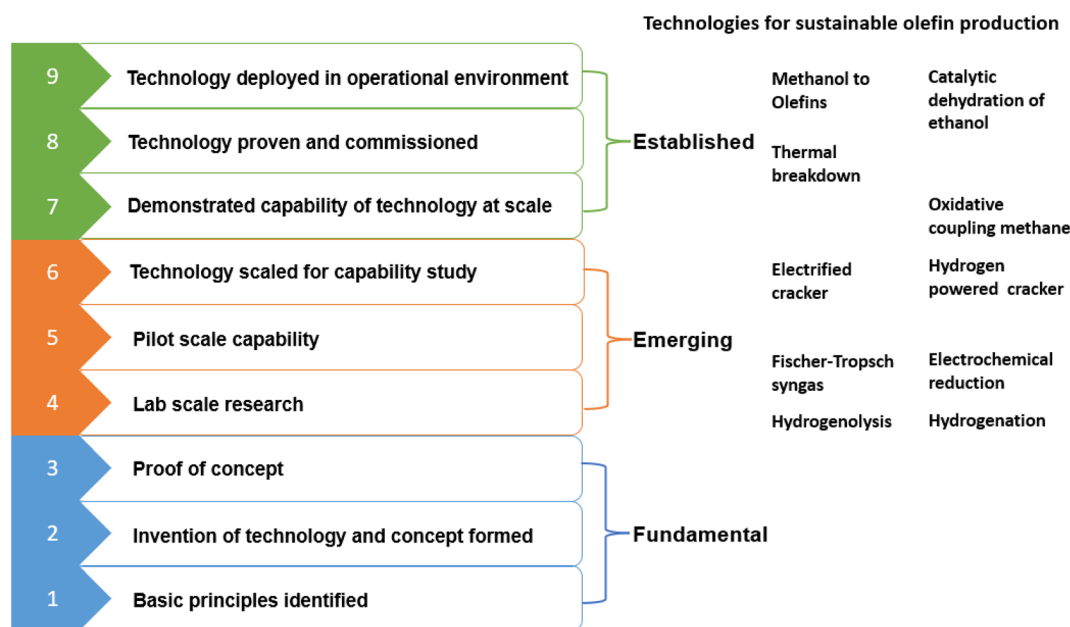 Technologies for sustainable olefin production
9
Technology deployed in operational environment
8
Technology proven and commissioned
7
Demonstrated capability of technology at scale
Established
6
Technology scaled for capability study
5
Pilot scale capability
4
Lab scale research
Emerging
3
Proof of concept
2
Invention of technology and concept formed
1
Basic principles identified
Fundamental
Methanol to
Olefins
Catalytic
dehydration of
ethanol
Thermal
breakdown
Oxidative
coupling methane
Electrified
cracker
Hydrogen
powered cracker
Fischer-Tropsch
syngas
Electrochemical
reduction
Hydrogenolysis
Hydrogenation